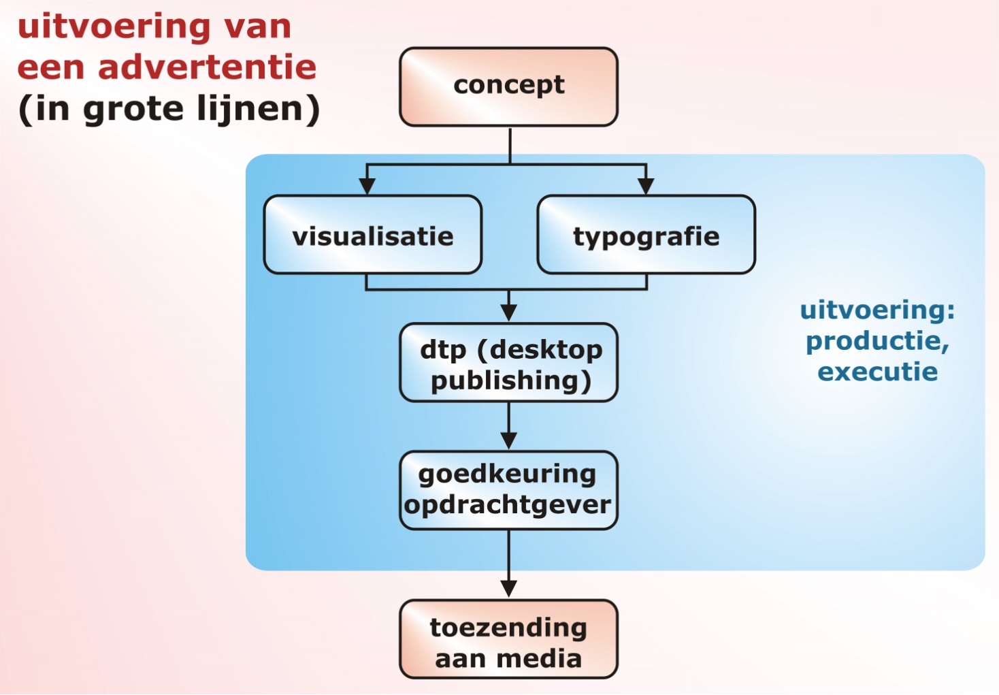 uitvoering van
een advertentie
(in grote lijnen)
concept
visualisatie
typografie
dtp (desktop
publishing)
uitvoering:
productie,
executie
goedkeuring
opdrachtgever
toezending
aan media